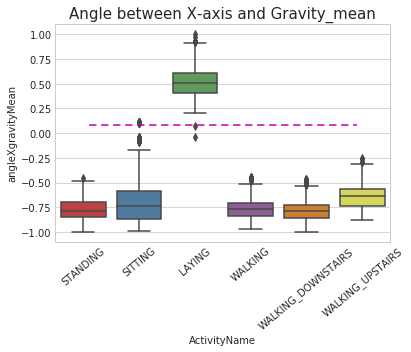 Angle between X-axis and Gravity_mean
1.00
0.75
0.50
0.25
0.00
−0.25
−0.50
−0.75
−1.00
angleXgravityMean
STANDING
SITTING
LAYING
WALKING
WALKING_DOWNSTAIRS
WALKING_UPSTAIRS
ActivityName